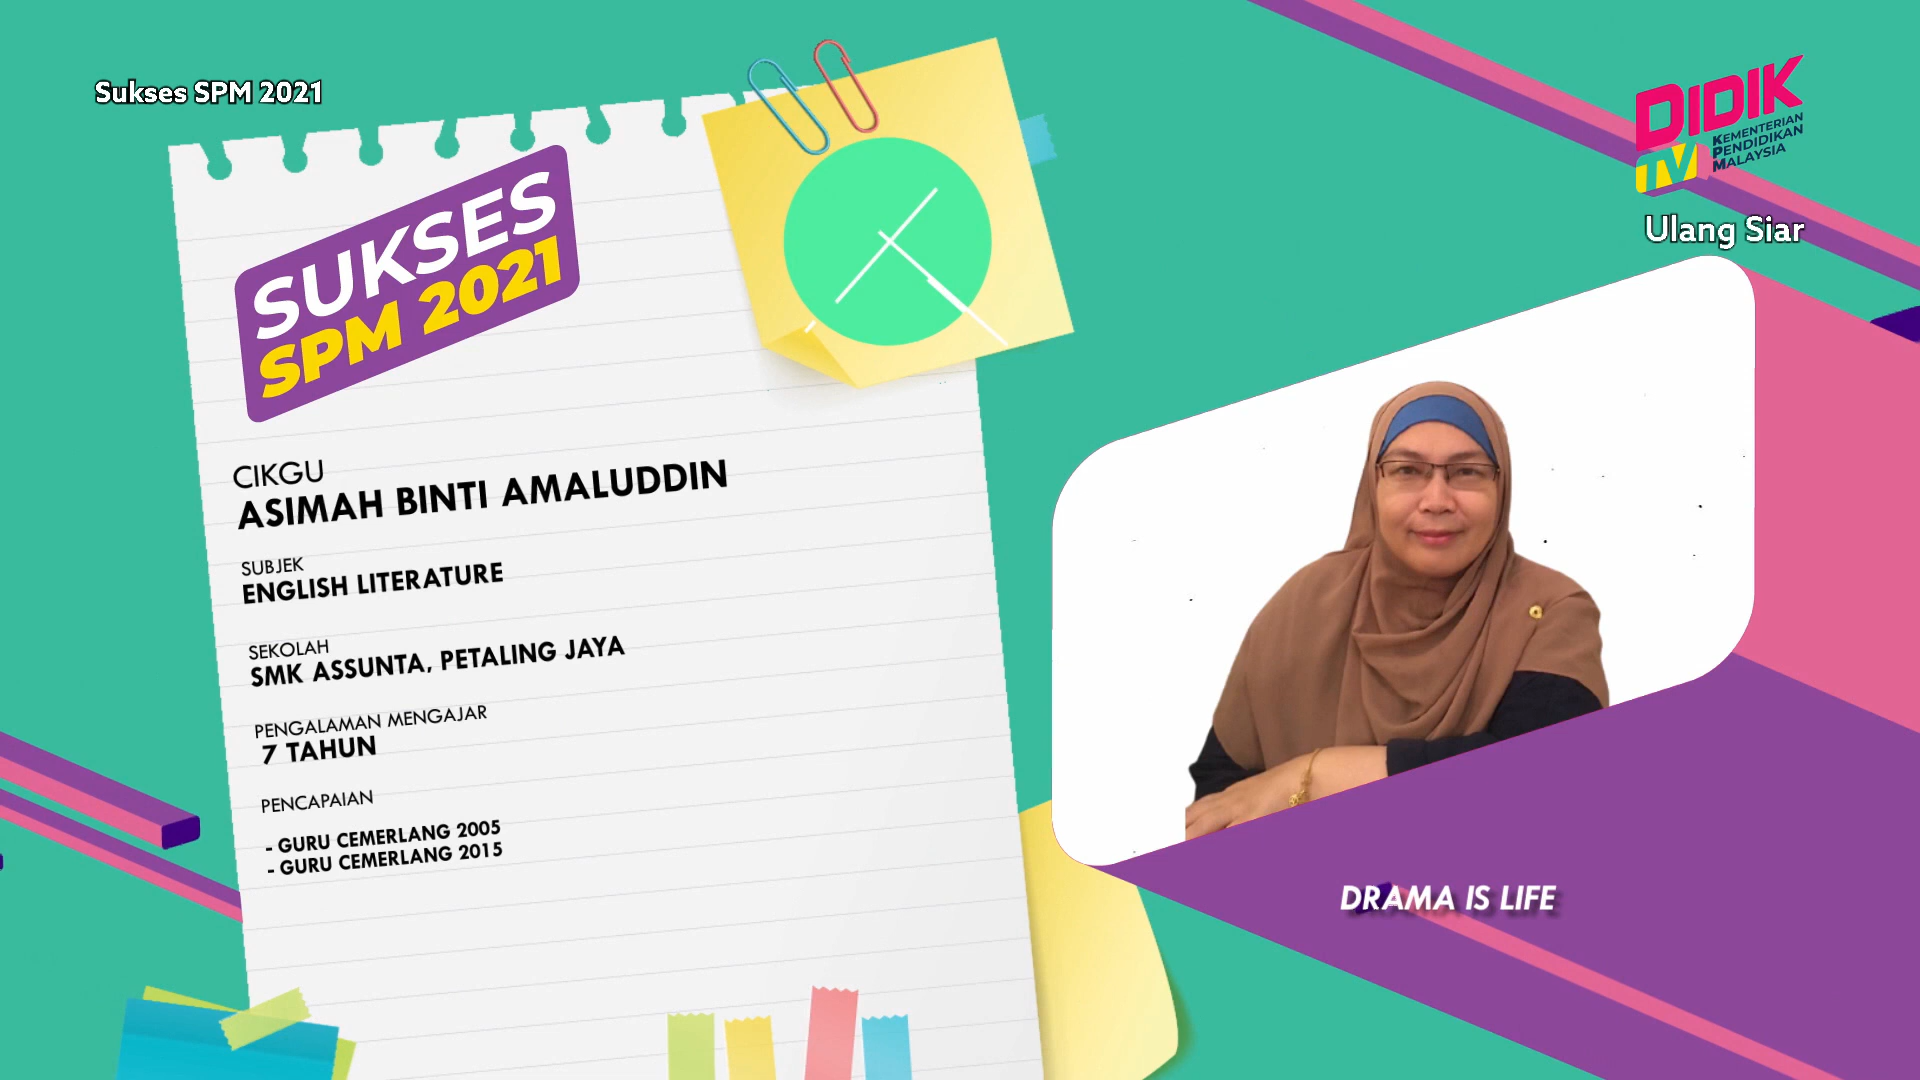 Sukses SPM 2021
DIDIK
TV
KEMENTERIAN
PENDIDIKAN
MALAYSIA
Ulang Siar
SUKSES
SPM 2021
CIKGU
ASIMAH BINTI AMALUDDIN
SUBJEK
ENGLISH LITERATURE
SEKOLAH
SMK ASSUNTA, PETALING JAYA
PENGALAMAN MENGAJAR
7 TAHUN
PENCAPAIAN
- GURU CEMERLANG 2005
- GURU CEMERLANG 2015
DRAMA IS LIFE